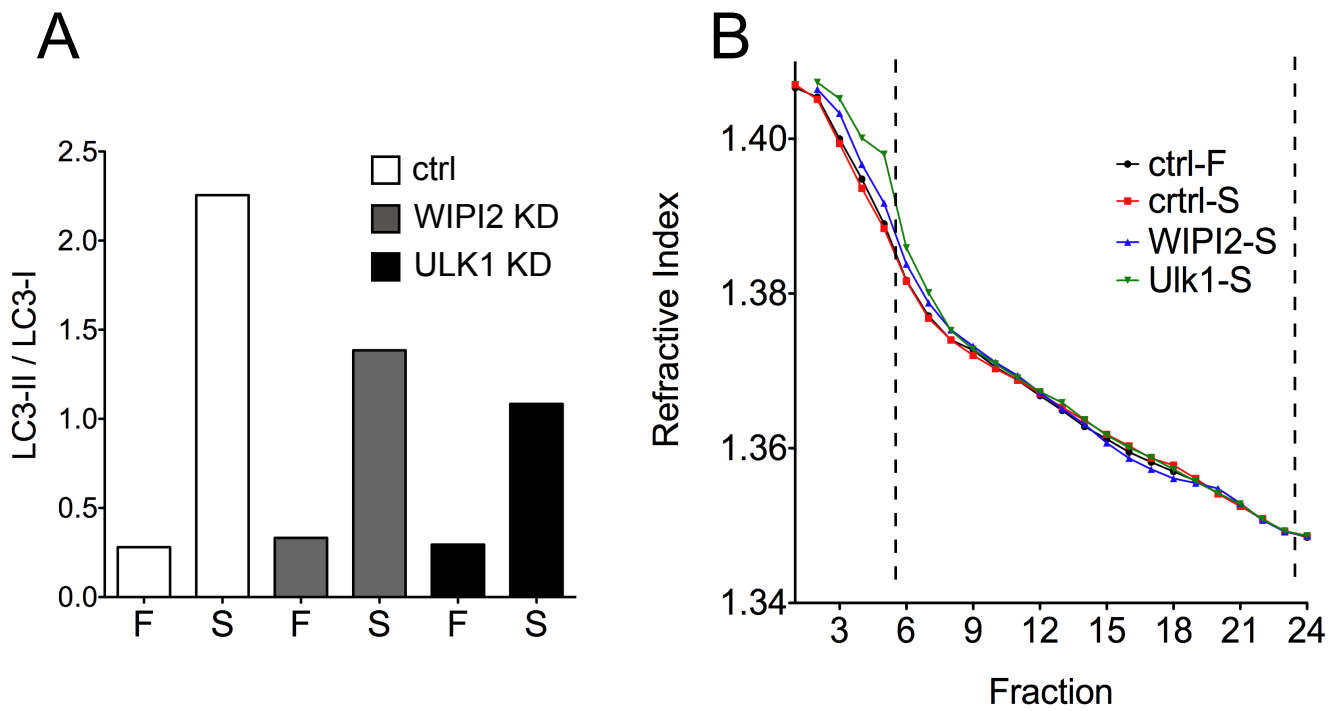 A
LC3-II / LC3-I
2.5
2.0
1.5
1.0
0.5
0.0
F S F S F S
ctrl
WIPI2 KD
ULK1 KD
B
Refractive Index
1.40
1.38
1.36
1.34
3 6 9 12 15 18 21 24
Fraction
ctrl-F
crtrl-S
WIPI2-S
Ulk1-S